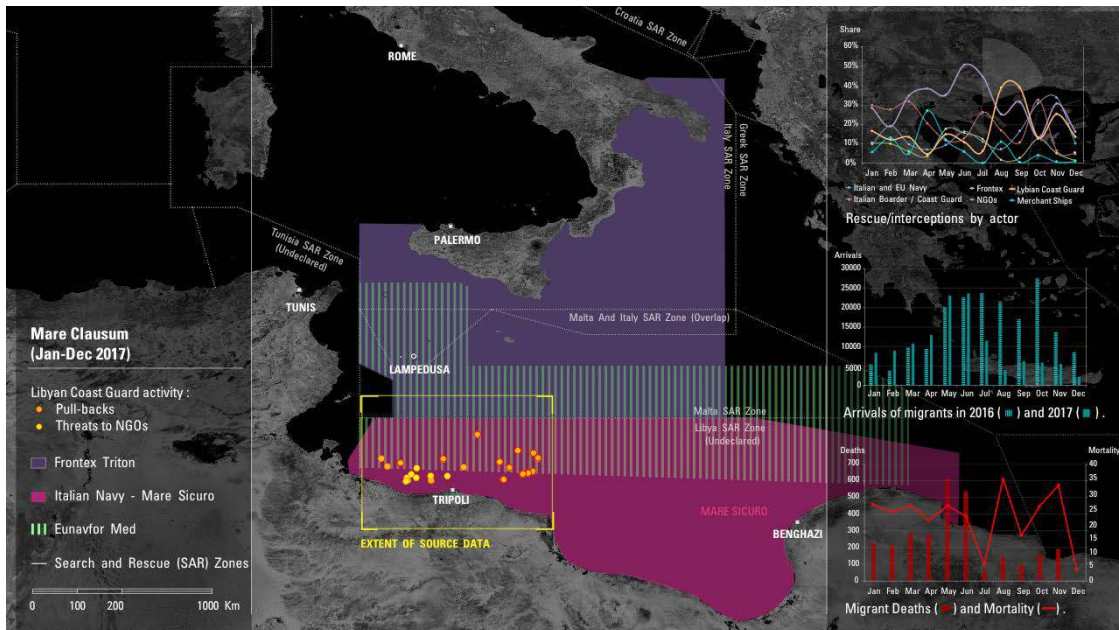 Mare Clausum
(Jan-Dec 2017)
Libyan Coast Guard activity :
Pull-backs
Threats to NGOs
Frontex Triton
Italian Navy - Mare Sicuro
Eunavfor Med
Search and Rescue (SAR) Zones
0 100 200 1000 Km
Croatia SAR Zone
ROME
Greek SAR Zone
Italy SAR Zone
PALERMO
Tunisia SAR Zone
(Undeclared)
TUNIS
Malta And Italy SAR Zone (Overlap)
LAMPEDUSA
Malta SAR Zone
Libya SAR Zone
(Undeclared)
TRIPOLI
MARE SICURO
BENGHAZI
EXTENT OF SOURCE DATA
Share
60%
50%
40%
30%
20%
10%
0%
Jan Feb Mar Apr May Jun Jul Aug Sep Oct Nov Dec
Italian and EU Navy Frontex Lybian Coast Guard
Italian Boarder / Coast Guard NGOs Merchant Ships
Rescue/interceptions by actor
Arrivals
30000
25000
20000
15000
10000
5000
0
Jan Feb Mar Apr May Jun Jul Aug Sep Oct Nov Dec
Arrivals of migrants in 2016 ( ) and 2017 ( ) .
Deaths Mortality
700 40
600 35
500 30
400 25
300 20
200 15
100 10
0 5
0
Jan Feb Mar Apr May Jun Jul Aug Sep Oct Nov Dec
Migrant Deaths ( ) and Mortality ( ) .